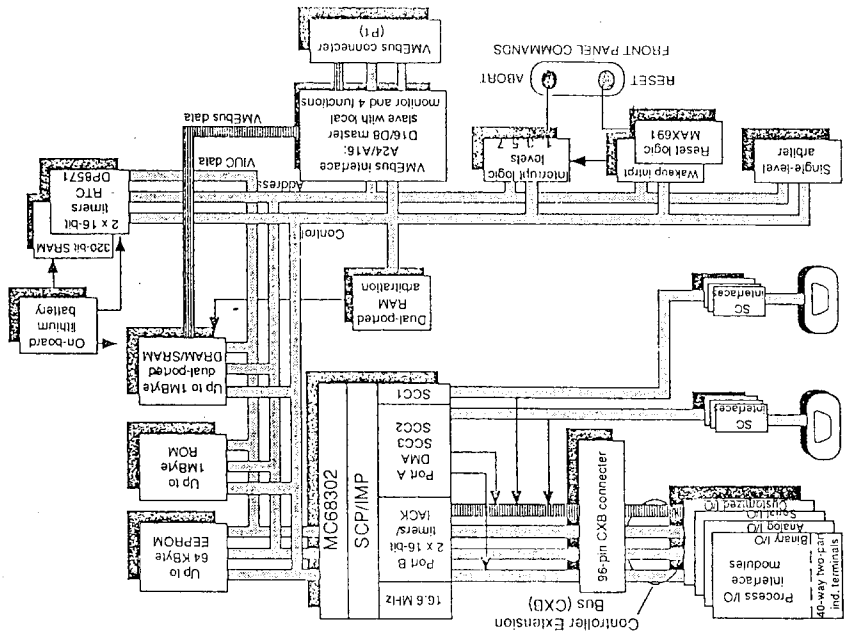 Controller Extension
Bus (CXB)
Process I/O
interface
modules
(Binary I/O)
Analog I/O
Signal I/O
Customized I/O
40-way two-part
ind. terminals
96-pin CXB connecter
16.6 MHz
Port B
2 x 16-bit
timers/
IACK
Port A
DMA
SCC3
SCC2
SCC1
SCP/IMP
MC68302
Up to
64 KByte
EEPROM
Up to
1MByte
ROM
Up to 1MByte
dual-ported
DRAM/SRAM
SC
interfaces
SC
interfaces
Dual-ported
RAM
arbitration
On-board
lithium
battery
Control
Address
VIUC data
VMEbus data
320-bit SRAM
2 x 16-bit
timers
RTC
DP8571
Single-level
arbiter
Wakeup intrpt
Reset logic
MAX691
Interrupt logic
levels
1, 3, 5, 7
VMEbus interface
A24/A16:
D16/D8 master
slave with local
monitor and 4 functions
RESET
ABORT
FRONT PANEL COMMANDS
VMEbus connecter
(P1)